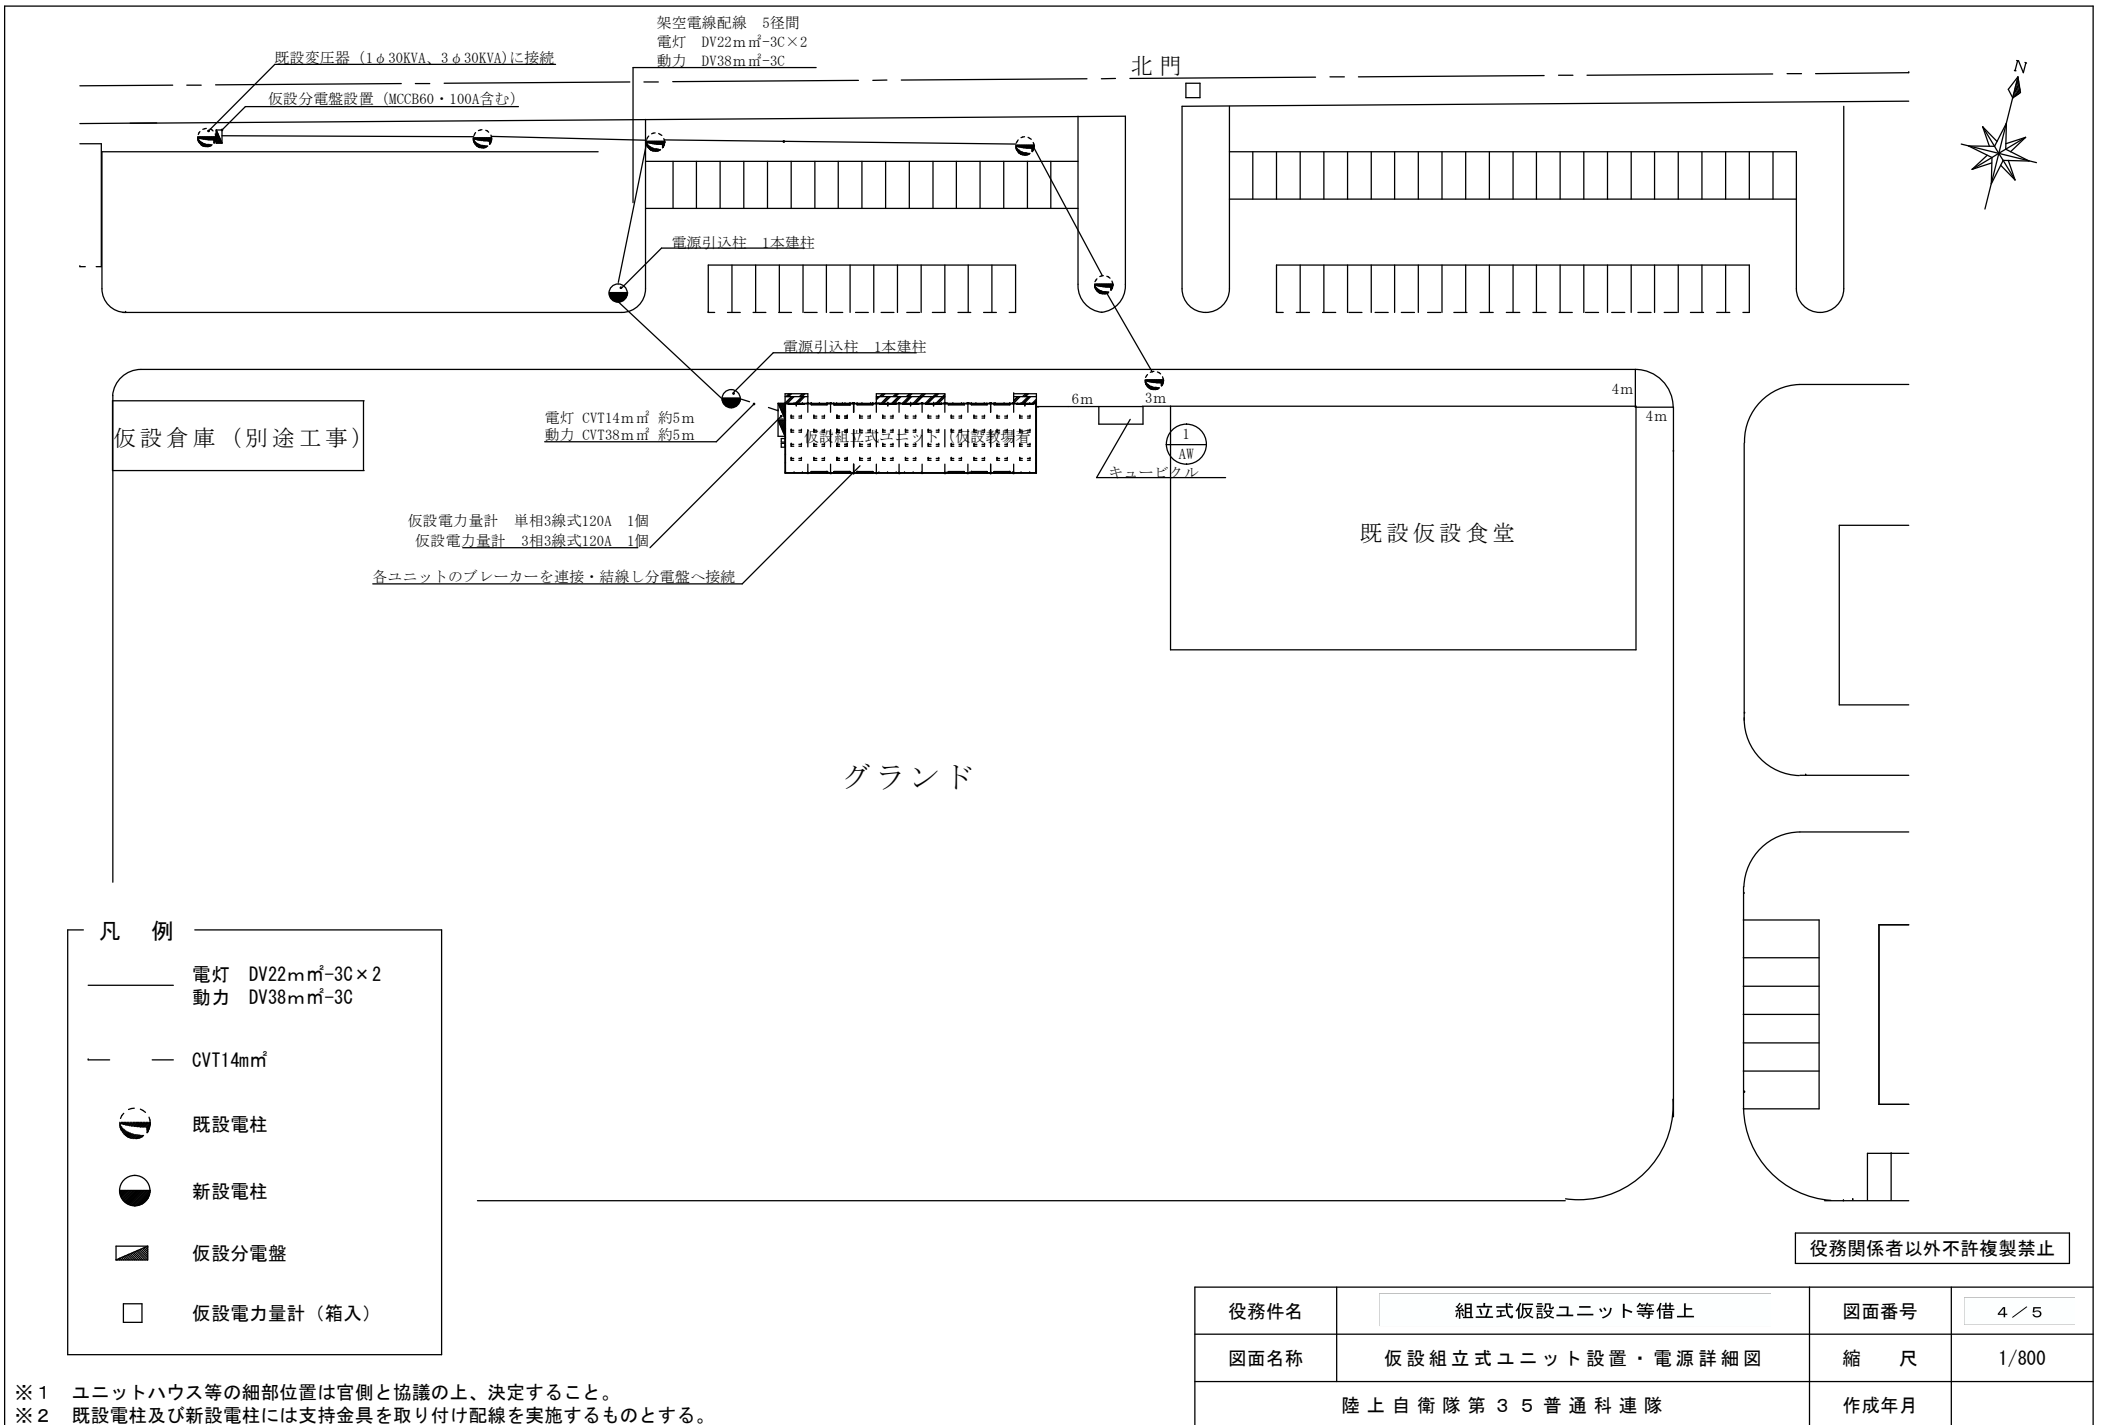 架空電線配線　5径間
電灯　DV22mm²-3C×2
動力　DV38mm²-3C
既設変圧器（1φ30KVA、3φ30KVA)に接続
仮設分電盤設置（MCCB60・100A含む）
北門
N
電源引込柱　1本建柱
電源引込柱　1本建柱
電灯 CVT14mm² 約5m
動力 CVT38mm² 約5m
仮設倉庫（別途工事）
仮設組立式ユニット（仮設教場有
6m
3m
4m
4m
1
AW
キュービクル
仮設電力量計　単相3線式120A　1個
仮設電力量計　3相3線式120A　1個
各ユニットのブレーカーを連接・結線し分電盤へ接続
既設仮設食堂
グランド
凡　例
電灯　DV22mm²-3C×2
動力　DV38mm²-3C
CVT14mm²
既設電柱
新設電柱
仮設分電盤
仮設電力量計（箱入）
役務関係者以外不許複製禁止
役務件名　組立式仮設ユニット等借上　図面番号　4／5
図面名称　仮設組立式ユニット設置・電源詳細図　縮　尺　1/800
陸上自衛隊第３５普通科連隊　作成年月
※１　ユニットハウス等の細部位置は官側と協議の上、決定すること。
※２　既設電柱及び新設電柱には支持金具を取り付け配線を実施するものとする。